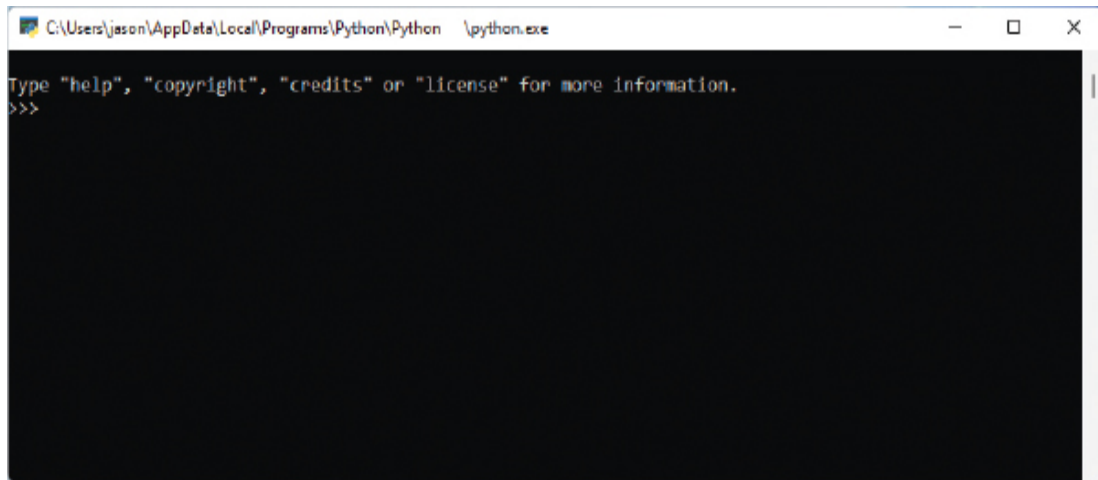 C:\Users\jason\AppData\Local\Programs\Python\Python \python.exe
Type "help", "copyright", "credits" or "license" for more information.
>>>